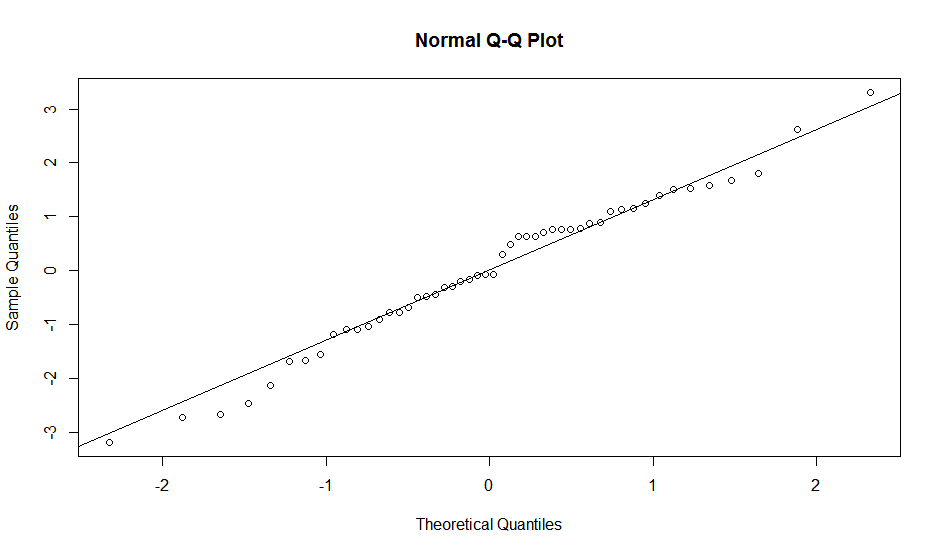 Normal Q-Q Plot
3
2
1
0
-1
-2
-3
Sample Quantiles
-2 -1 0 1 2
Theoretical Quantiles